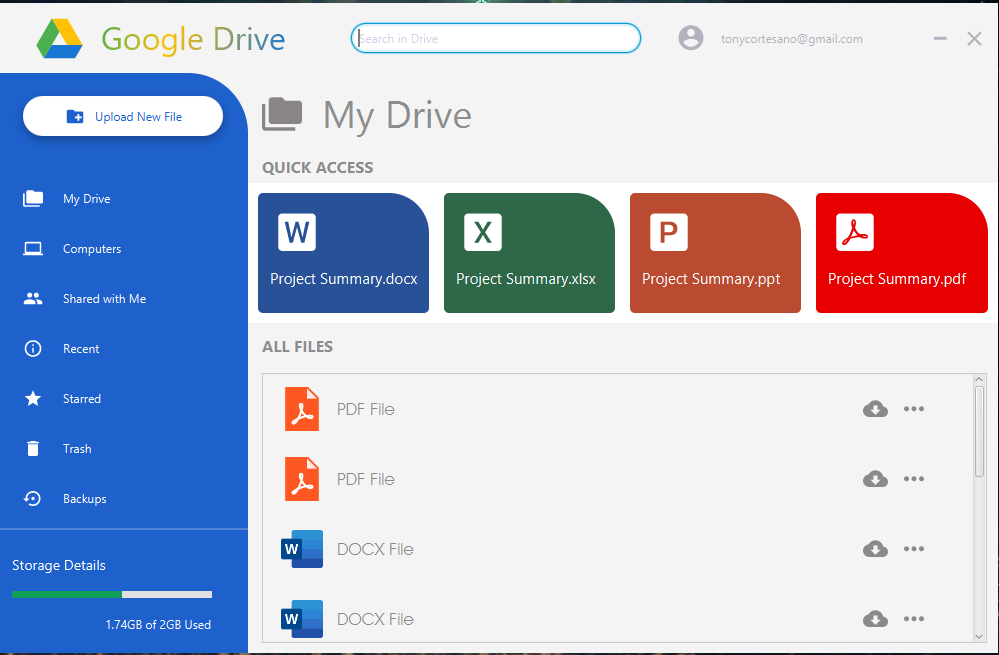 Google Drive
Search in Drive
tonycortesano@gmail.com
Upload New File
My Drive
Computers
Shared with Me
Recent
Starred
Trash
Backups
Storage Details
1.74GB of 2GB Used
My Drive
QUICK ACCESS
W
X
P
Project Summary.docx
Project Summary.xlsx
Project Summary.ppt
Project Summary.pdf
ALL FILES
PDF File
PDF File
W
DOCX File
W
DOCX File